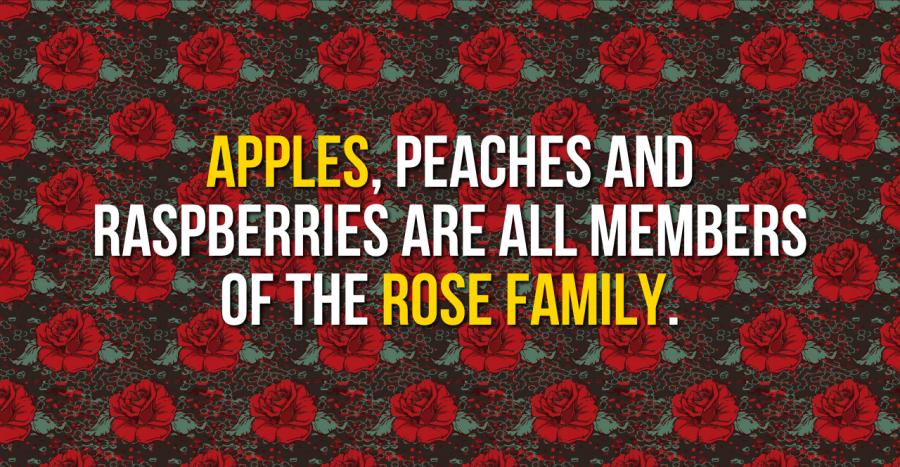 APPLES, PEACHES AND
RASPBERRIES ARE ALL MEMBERS
OF THE ROSE FAMILY.